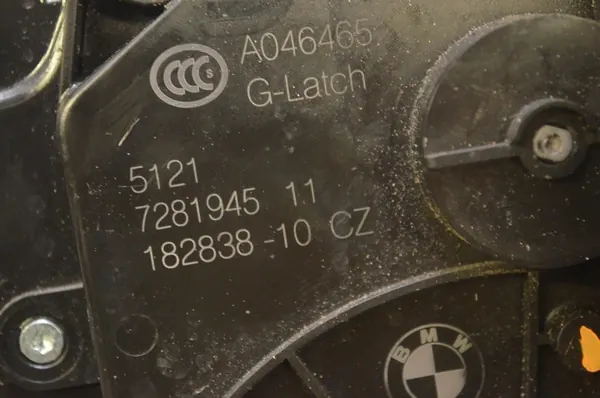 CCC A046465
G-Latch
5121
7281945 11
182838-10 CZ
BMW